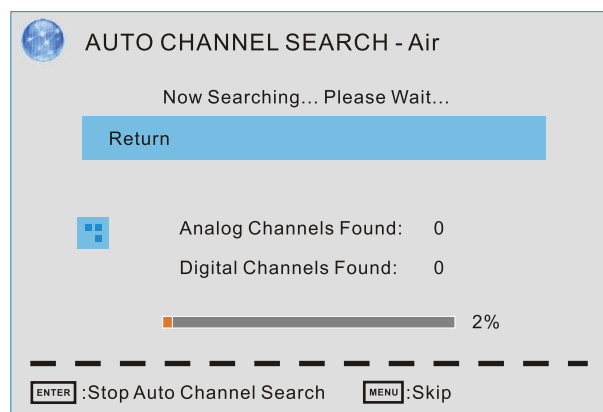 AUTO CHANNEL SEARCH - Air
Now Searching... Please Wait...
Return
Analog Channels Found: 0
Digital Channels Found: 0
2%
ENTER :Stop Auto Channel Search MENU :Skip